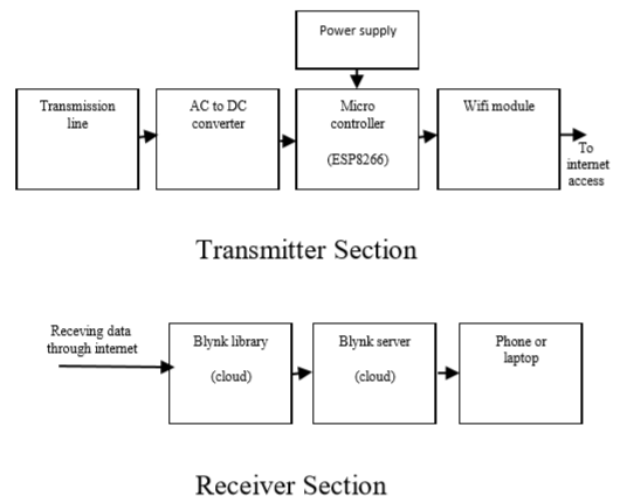 Power supply
Transmission
line
AC to DC
converter
Micro
controller
(ESP8266)
Wifi module
To
internet
access
Transmitter Section
Receving data
through internet
Blynk library
(cloud)
Blynk server
(cloud)
Phone or
laptop
Receiver Section